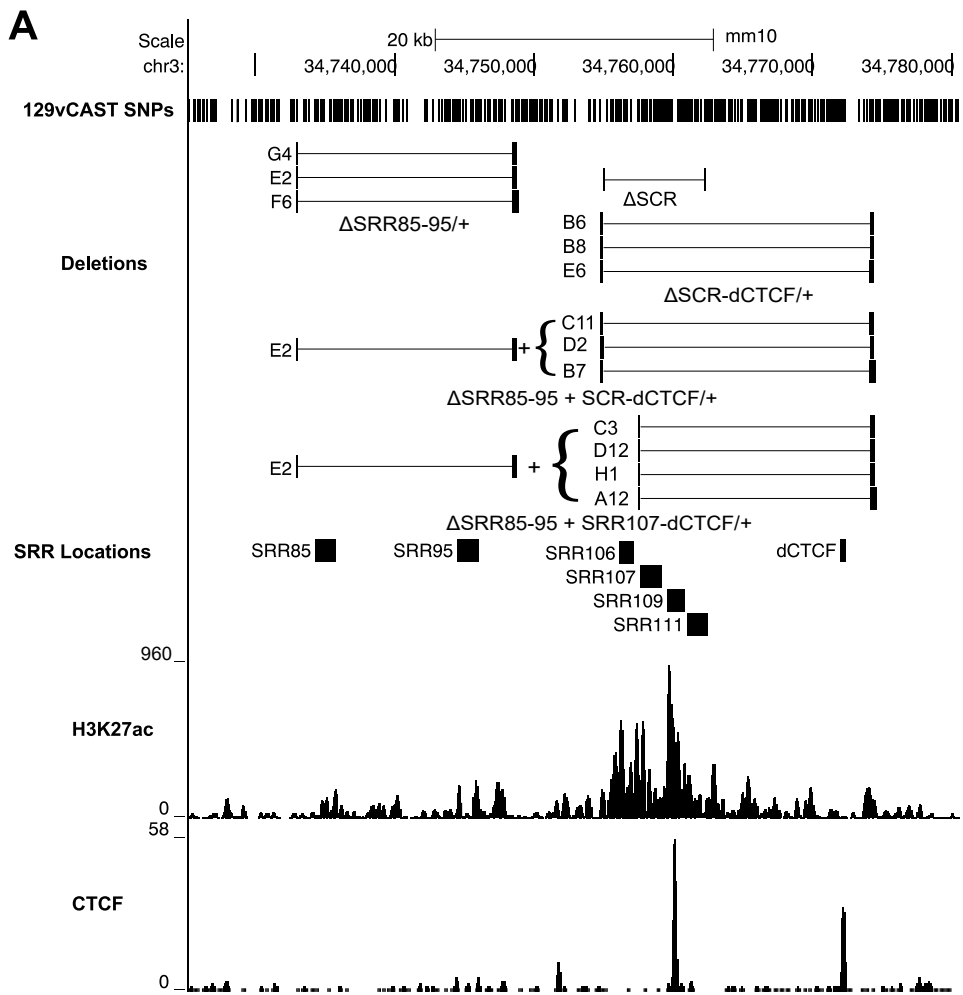 A
Scale 20 kb mm10
chr3: 34,740,000 34,750,000 34,760,000 34,770,000 34,780,000
129vCAST SNPs
G4
E2
F6
ΔSRR85-95/+
ΔSCR
B6
B8
E6
Deletions
ΔSCR-dCTCF/+
C11
E2 + { D2
B7
ΔSRR85-95 + SCR-dCTCF/+
C3
D12
E2 + {
H1
A12
ΔSRR85-95 + SRR107-dCTCF/+
SRR Locations SRR85 SRR95 SRR106 dCTCF
SRR107
SRR109
SRR111
960
H3K27ac
0
58
CTCF
0